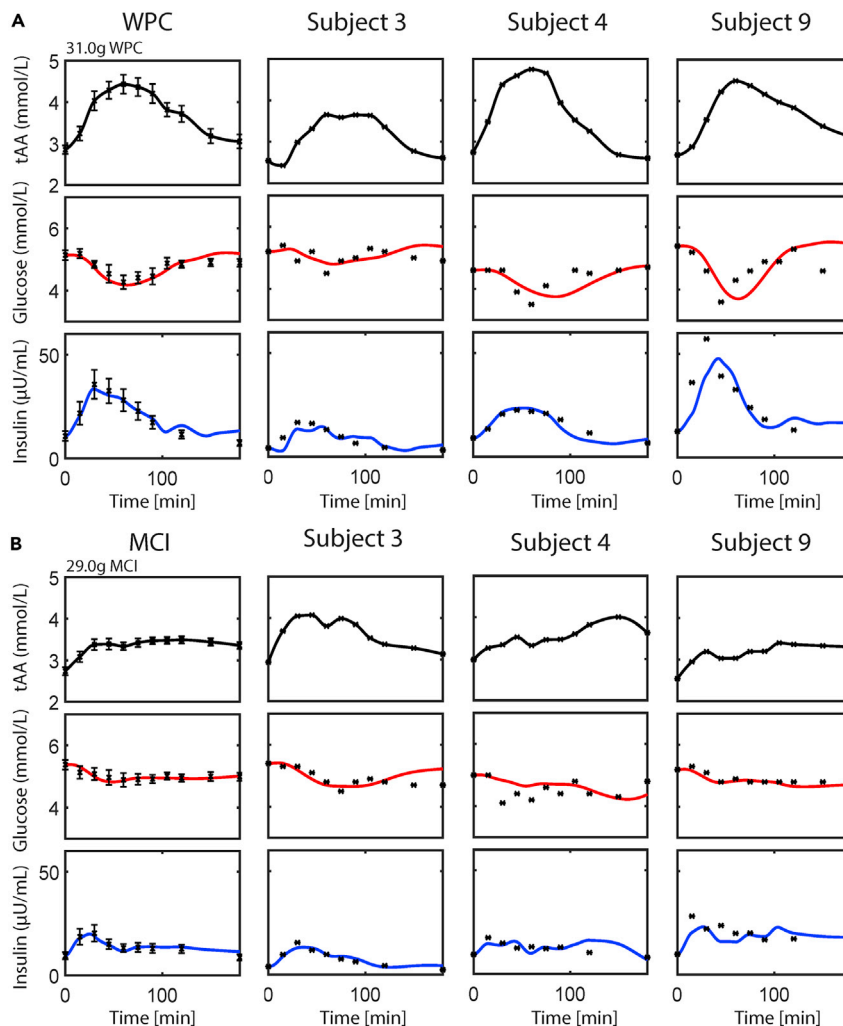 A
WPC
Subject 3
Subject 4
Subject 9
31.0g WPC
tAA (mmol/L)
5
4
3
2
Glucose (mmol/L)
6
4
Insulin (µU/mL)
50
0
0 100
0 100
0 100
0 100
Time [min]
Time [min]
Time [min]
Time [min]
B
MCI
Subject 3
Subject 4
Subject 9
29.0g MCI
tAA (mmol/L)
5
4
3
2
Glucose (mmol/L)
6
4
Insulin (µU/mL)
50
0
0 100
0 100
0 100
0 100
Time [min]
Time [min]
Time [min]
Time [min]